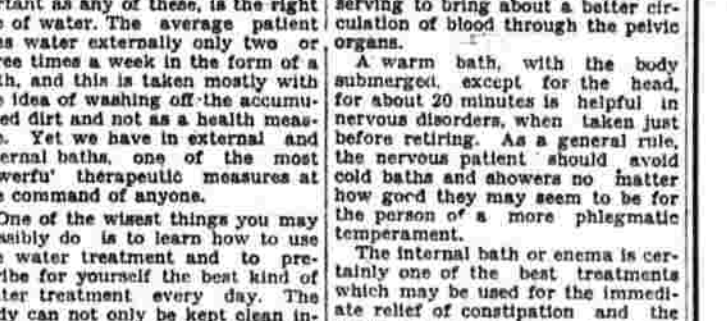 rtant as any of these, is the right
of water. The average patient
es water externally only two or
ree times a week in the form of a
th, and this is taken mostly with
e idea of washing off the accumu-
ed dirt and not as a health meas-
e. Yet we have in external and
ernal baths, one of the most
werfu' therapeutic measures at
e command of anyone.
One of the wisest things you may
ssibly do is to learn how to use
e water treatment and to pre-
ribe for yourself the best kind of
ter treatment every day. The
dy can not only be kept clean in-
serving to bring about a better cir-
culation of blood through the pelvic
organs.
A warm bath, with the body
submerged, except for the head,
for about 20 minutes is helpful in
nervous disorders, when taken just
before retiring. As a general rule,
the nervous patient should avoid
cold baths and showers no matter
how good they may seem to be for
the person of a more phlegmatic
temperament.
The internal bath or enema is cer-
tainly one of the best treatments
which may be used for the immedi-
ate relief of constipation and the